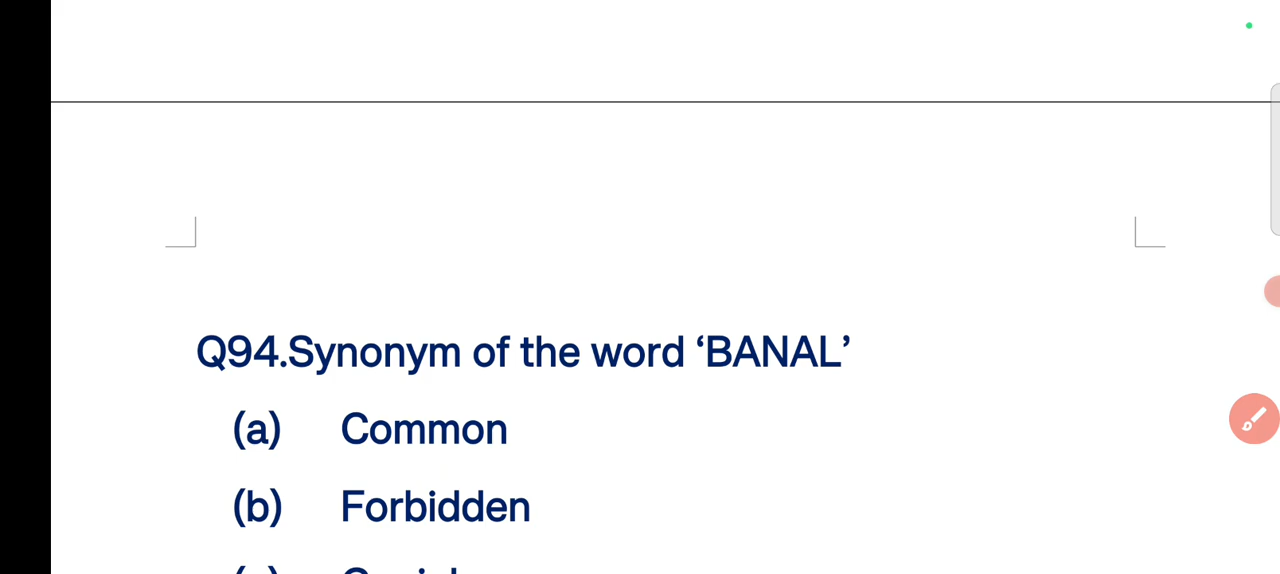 Q94.Synonym of the word ‘BANAL’
(a) Common
(b) Forbidden